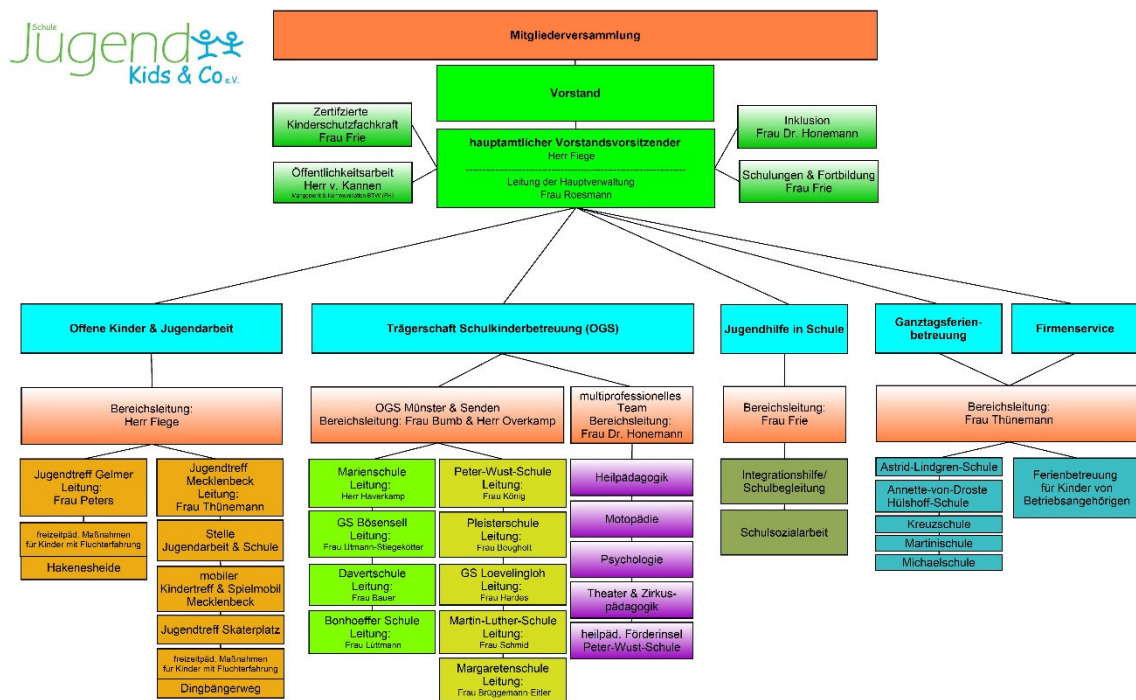 Schule
Jugend
Kids & Co e.V.
Mitgliederversammlung
Vorstand
Zertifzierte
Kinderschutzfachkraft
Frau Frie
Öffentlichkeitsarbeit
Herr v. Kannen
hauptamtlicher Vorstandsvorsitzender
Herr Fiege
Leitung der Hauptverwaltung
Frau Roesmann
Inklusion
Frau Dr. Honemann
Schulungen & Fortbildung
Frau Frie
Offene Kinder & Jugendarbeit
Trägerschaft Schulkinderbetreuung (OGS)
Jugendhilfe in Schule
Ganztagsferien-
betreuung
Firmenservice
Bereichsleitung:
Herr Fiege
OGS Münster & Senden
Bereichsleitung: Frau Bumb & Herr Overkamp
multiprofessionelles
Team
Bereichsleitung:
Frau Dr. Honemann
Bereichsleitung:
Frau Frie
Bereichsleitung:
Frau Thünemann
Jugendtreff Gelmer
Leitung:
Frau Peters
freizeitpäd. Maßnahmen
für Kinder mit Fluchterfahrung
Hakenesheide
Jugendtreff
Mecklenbeck
Leitung:
Frau Thünemann
Stelle
Jugendarbeit & Schule
mobiler
Kindertreff & Spielmobil
Mecklenbeck
Jugendtreff Skaterplatz
freizeitpäd. Maßnahmen
für Kinder mit Fluchterfahrung
Dingbängerweg
Marienschule
Leitung:
Herr Haverkamp
GS Bösensell
Leitung:
Frau Utmann-Stiegekötter
Davertschule
Leitung:
Frau Bauer
Bonhoeffer Schule
Leitung:
Frau Lüttmann
Peter-Wust-Schule
Leitung:
Frau König
Pleisterschule
Leitung:
Frau Bougholt
GS Loevelingloh
Leitung:
Frau Hardes
Martin-Luther-Schule
Leitung:
Frau Schmid
Margaretenschule
Leitung:
Frau Brüggemann-Eitler
Heilpädagogik
Motopädie
Psychologie
Theater & Zirkus-
pädagogik
heilpäd. Förderinsel
Peter-Wust-Schule
Integrationshilfe/
Schulbegleitung
Schulsozialarbeit
Astrid-Lindgren-Schule
Annette-von-Droste
Hülshoff-Schule
Kreuzschule
Martinischule
Michaelschule
Ferienbetreuung
für Kinder von
Betriebsangehörigen